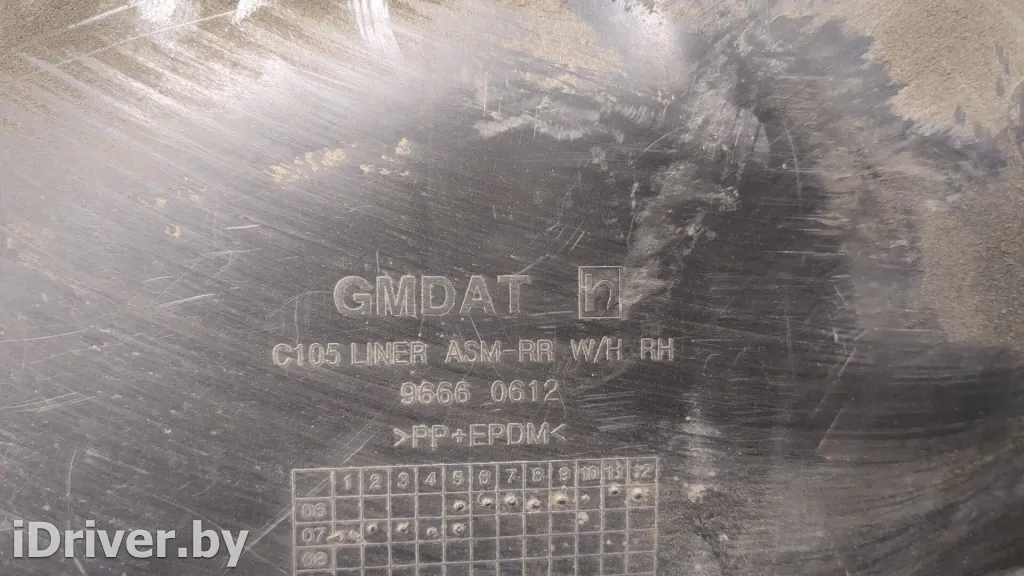 GMDAT h
C105 LINER ASM-RR W/H RH
9666 0612
>PP+EPDM<
1 2 3 4 5 6 7 8 9 10 11 12
06
07
08
iDriver.by